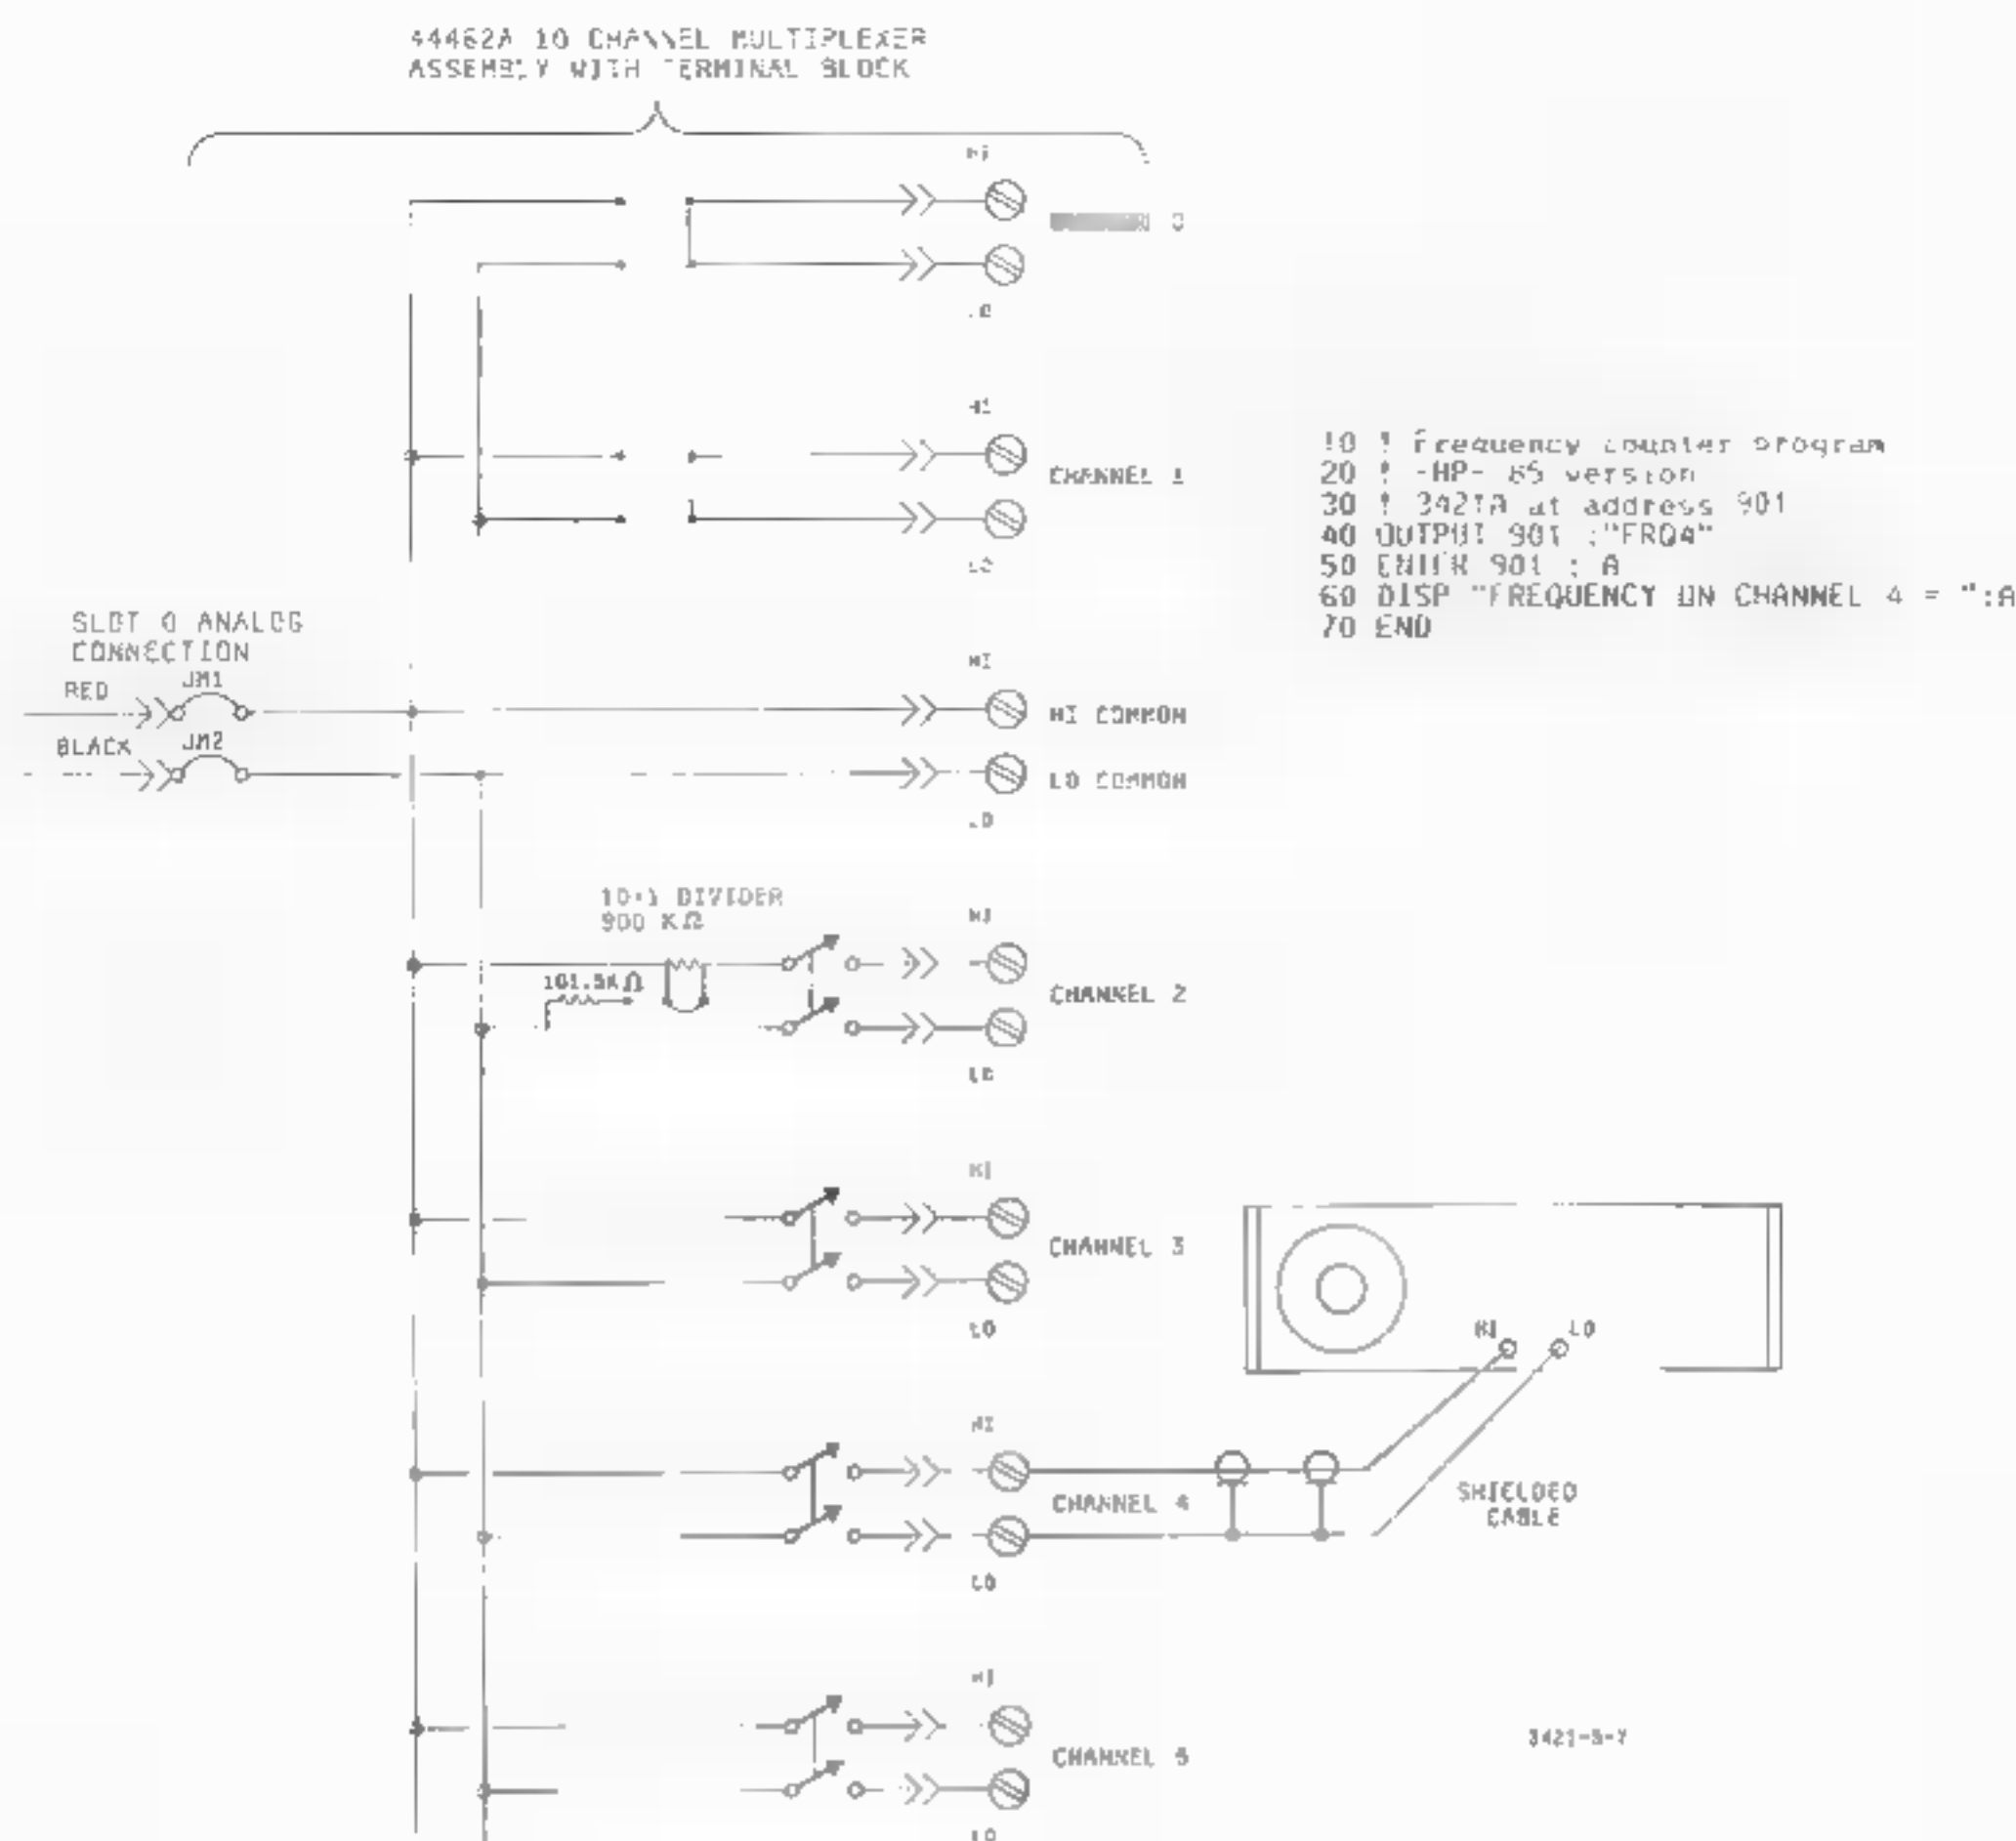 44462A 10 CHANNEL MULTIPLEXER
ASSEMBLY WITH TERMINAL BLOCK
HI
0
LO
HI
CHANNEL 1
LO
10 ! Frequency counter program
20 ! -HP- 85 version
30 ! 3421A at address 901
40 OUTPUT 901 ;"FRQ4"
50 ENTER 901 ; A
60 DISP "FREQUENCY ON CHANNEL 4 = ";A
70 END
SLOT 0 ANALOG
CONNECTION
RED
JM1
BLACK
JM2
HI
HI COMMON
LO COMMON
LO
10:1 DIVIDER
900 KΩ
101.5KΩ
HI
CHANNEL 2
LO
HI
CHANNEL 3
LO
HI LO
HI
CHANNEL 4
LO
SHIELDED
CABLE
HI
CHANNEL 5
LO
3421-5-7